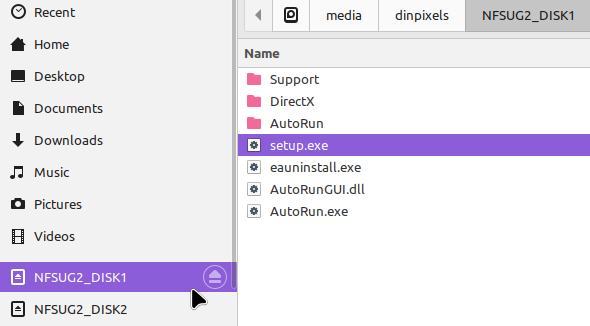 Recent
Home
Desktop
Documents
Downloads
Music
Pictures
Videos
NFSUG2_DISK1
NFSUG2_DISK2
media dinpixels NFSUG2_DISK1
Name
Support
DirectX
AutoRun
setup.exe
eauninstall.exe
AutoRunGUI.dll
AutoRun.exe